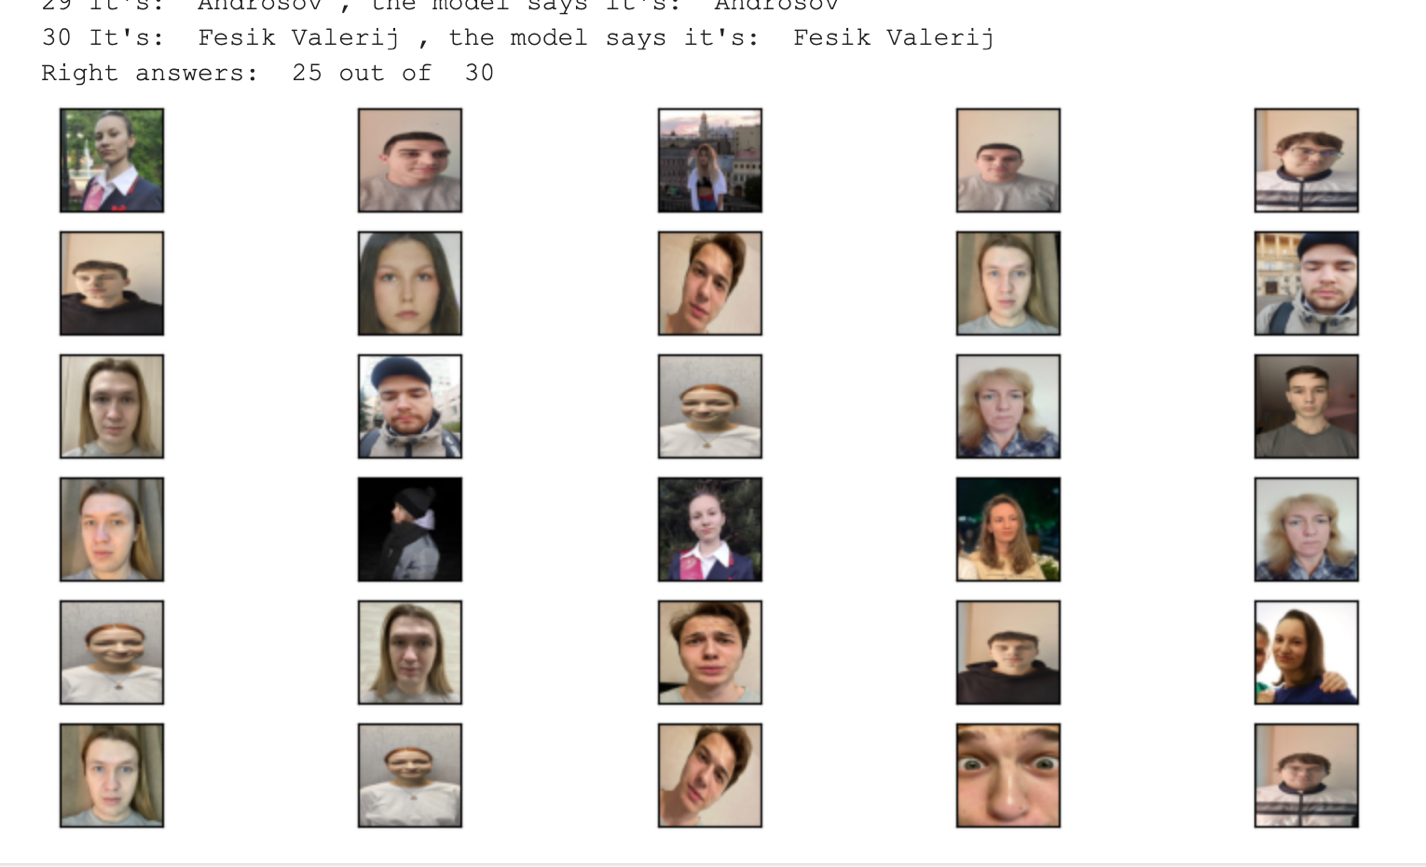 29 It's:  Androsov , the model says it's:  Androsov
30 It's:  Fesik Valerij , the model says it's:  Fesik Valerij
Right answers:  25 out of  30